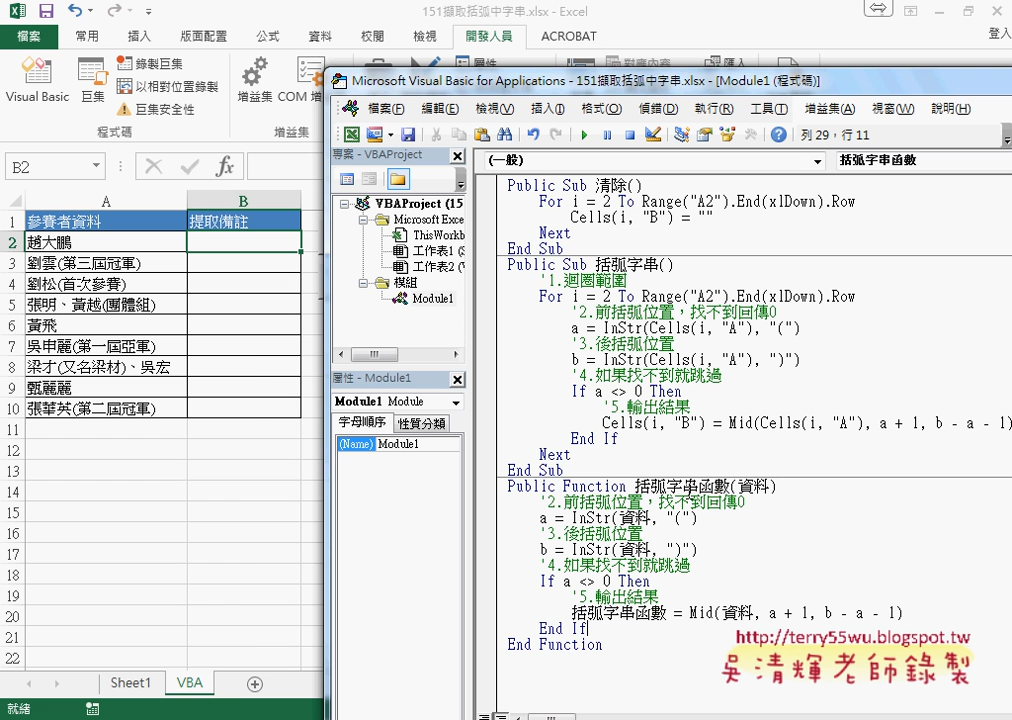 151擷取括弧中字串.xlsx - Excel
檔案 常用 插入 版面配置 公式 資料 校閱 檢視 開發人員 ACROBAT 登入
Visual Basic 巨集 錄製巨集 以相對位置錄製 巨集安全性 增益集 COM 增 屬性
程式碼 增益集
B2 fx
A B
1 參賽者資料 提取備註
2 趙大鵬
3 劉雲(第三屆冠軍)
4 劉松(首次參賽)
5 張明、黃越(團體組)
6 黃飛
7 吳申麗(第一屆亞軍)
8 梁才(又名梁材)、吳宏
9 甄麗麗
10 張華英(第二屆冠軍)
11
12
13
14
15
16
17
18
19
20
21
22
Sheet1 VBA
就緒
Microsoft Visual Basic for Applications - 151擷取括弧中字串.xlsx - [Module1 (程式碼)]
檔案(F) 編輯(E) 檢視(V) 插入(I) 格式(O) 偵錯(D) 執行(R) 工具(T) 增益集(A) 視窗(W) 說明(H)
列 29，行 11
專案 - VBAProject
VBAProject (15
Microsoft Exce
ThisWorkb
工作表1 (S
工作表2 (V
模組
Module1
屬性 - Module1
Module1 Module
字母順序 性質分類
(Name) Module1
(一般) 括弧字串函數
Public Sub 清除()
For i = 2 To Range("A2").End(xlDown).Row
Cells(i, "B") = ""
Next
End Sub
Public Sub 括弧字串()
'1.迴圈範圍
For i = 2 To Range("A2").End(xlDown).Row
'2.前括弧位置，找不到回傳0
a = InStr(Cells(i, "A"), "(")
'3.後括弧位置
b = InStr(Cells(i, "A"), ")")
'4.如果找不到就跳過
If a <> 0 Then
'5.輸出結果
Cells(i, "B") = Mid(Cells(i, "A"), a + 1, b - a - 1)
End If
Next
End Sub
Public Function 括弧字串函數(資料)
'2.前括弧位置，找不到回傳0
a = InStr(資料, "(")
'3.後括弧位置
b = InStr(資料, ")")
'4.如果找不到就跳過
If a <> 0 Then
'5.輸出結果
括弧字串函數 = Mid(資料, a + 1, b - a - 1)
End If
End Function
http://terry55wu.blogspot.tw
吳清輝老師錄製